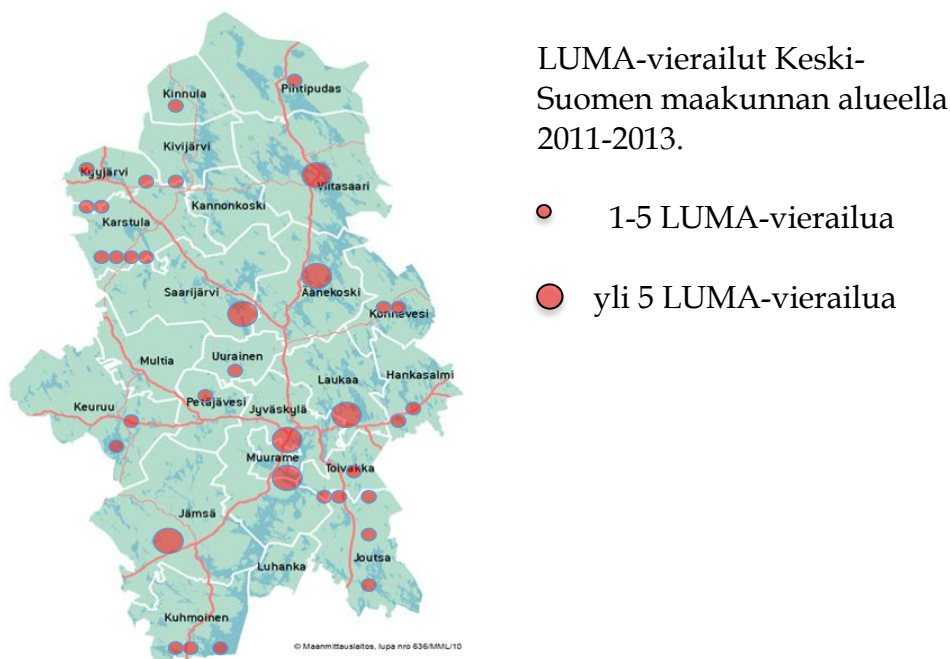 LUMA-vierailut Keski-
Suomen maakunnan alueella
2011-2013.
1-5 LUMA-vierailua
yli 5 LUMA-vierailua
Pihtipudas
Kinnula
Kivijärvi
Kyyjärvi
Viitasaari
Kannonkoski
Karstula
Saarijärvi
Äänekoski
Konnevesi
Multia
Uurainen
Hankasalmi
Laukaa
Keuruu
Petäjävesi
Jyväskylä
Muurame
Toivakka
Jämsä
Luhanka
Joutsa
Kuhmoinen
© Maanmittauslaitos, lupa nro 636/MML/10